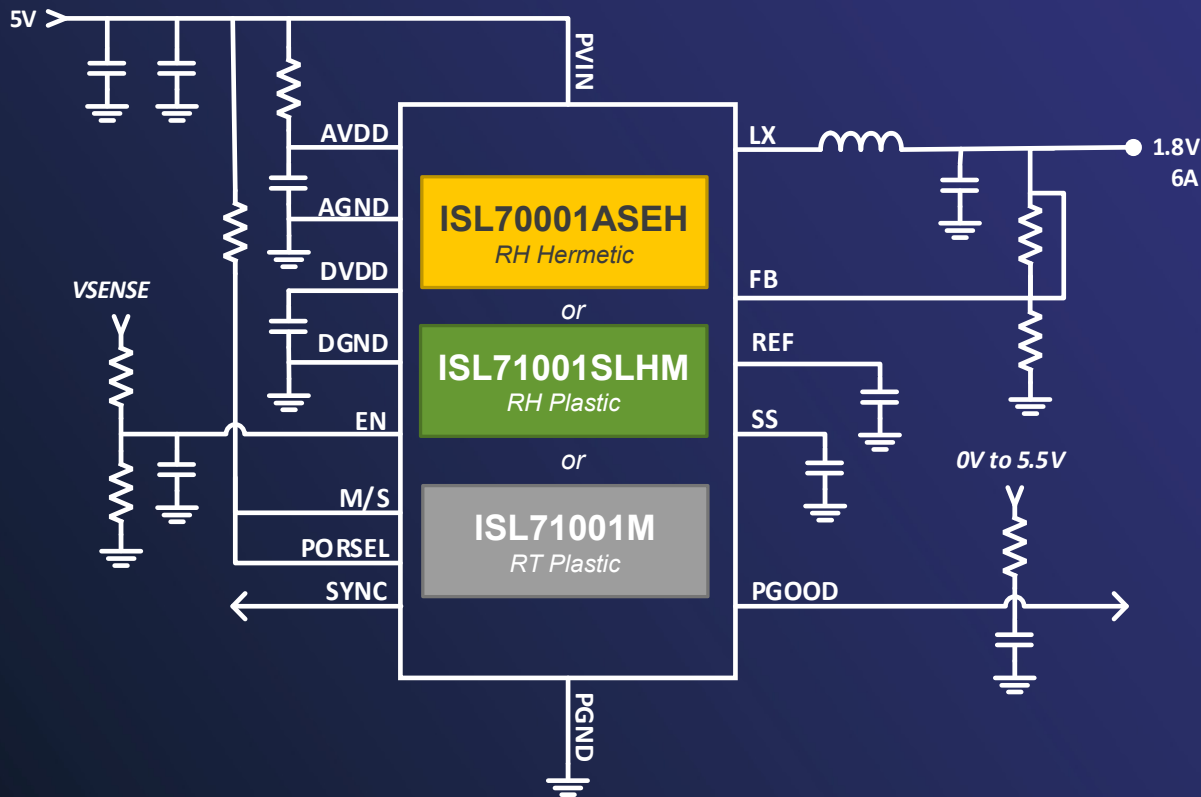 5V
PVIN
AVDD
LX
1.8V
6A
AGND
ISL70001ASEH
RH Hermetic
DVDD
FB
VSENSE
or
DGND
REF
ISL71001SLHM
RH Plastic
EN
SS
or
0V to 5.5V
M/S
ISL71001M
RT Plastic
PORSEL
SYNC
PGOOD
PGND